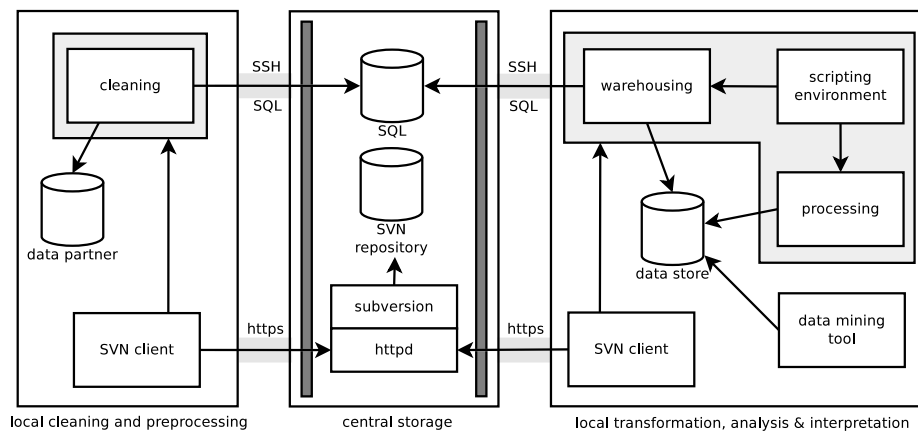 cleaning
data partner
SVN client
local cleaning and preprocessing
SSH
SQL
https
SQL
SVN
repository
subversion
httpd
central storage
SSH
SQL
https
warehousing
scripting
environment
processing
data store
SVN client
data mining
tool
local transformation, analysis & interpretation